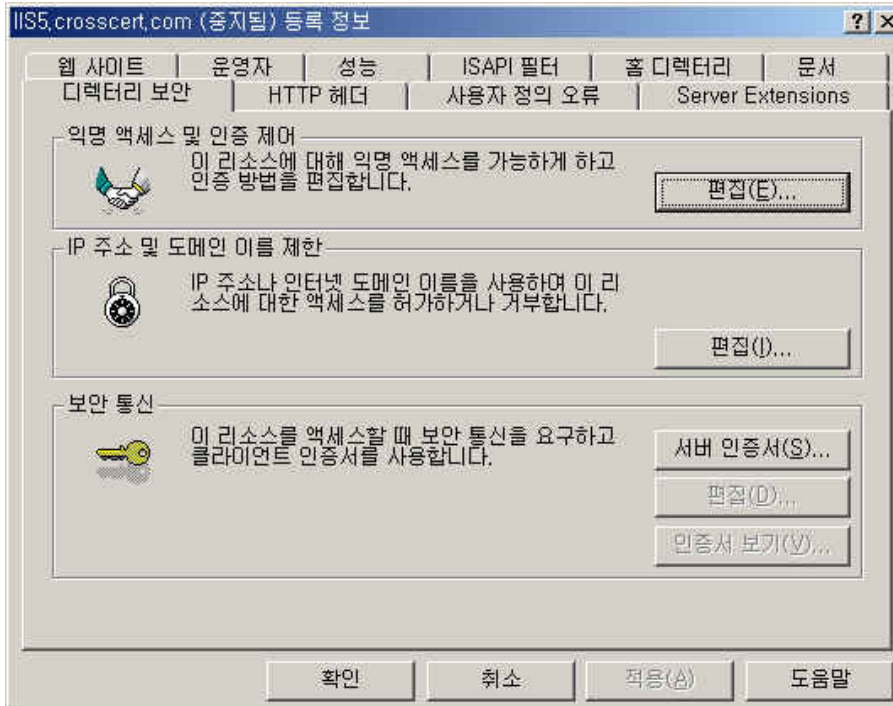 IIS5.crosscert.com (중지됨) 등록 정보
웹 사이트 운영자 성능 ISAPI 필터 홈 디렉터리 문서
디렉터리 보안 HTTP 헤더 사용자 정의 오류 Server Extensions
익명 액세스 및 인증 제어
이 리소스에 대해 익명 액세스를 가능하게 하고
인증 방법을 편집합니다.
편집(E)...
IP 주소 및 도메인 이름 제한
IP 주소나 인터넷 도메인 이름을 사용하여 이 리
소스에 대한 액세스를 허가하거나 거부합니다.
편집(I)...
보안 통신
이 리소스를 액세스할 때 보안 통신을 요구하고
클라이언트 인증서를 사용합니다.
서버 인증서(S)...
편집(D)...
인증서 보기(V)...
확인 취소 적용(A) 도움말